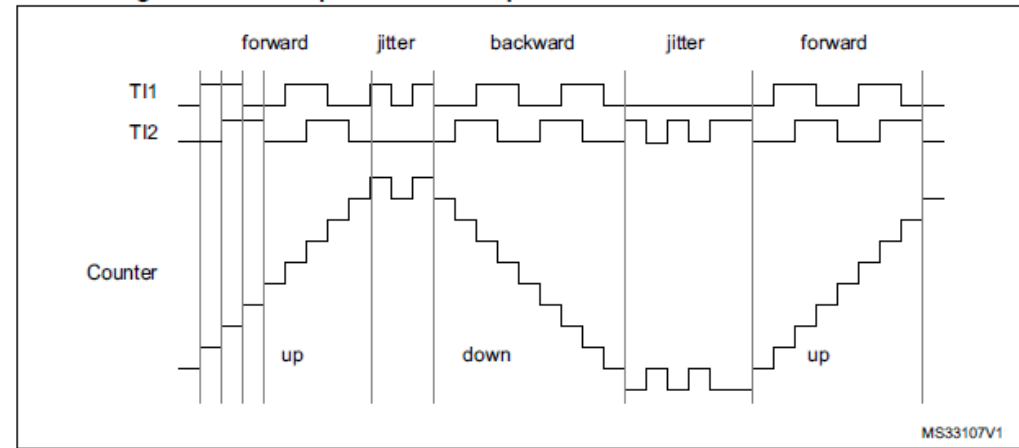 forward jitter backward jitter forward
TI1
TI2
Counter
up down up
MS33107V1